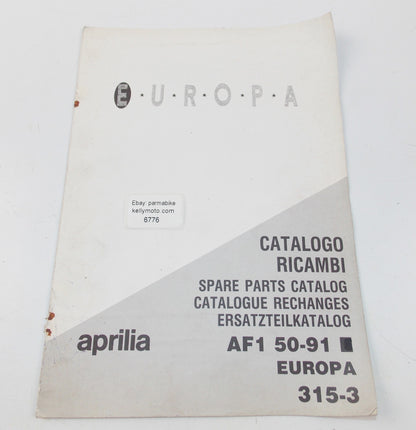 E·U·R·O·P·A
Ebay: parmabike
kellymoto.com
6776
CATALOGO
RICAMBI
SPARE PARTS CATALOG
CATALOGUE RECHANGES
ERSATZTEILKATALOG
aprilia
AF1 50-91
EUROPA
315-3